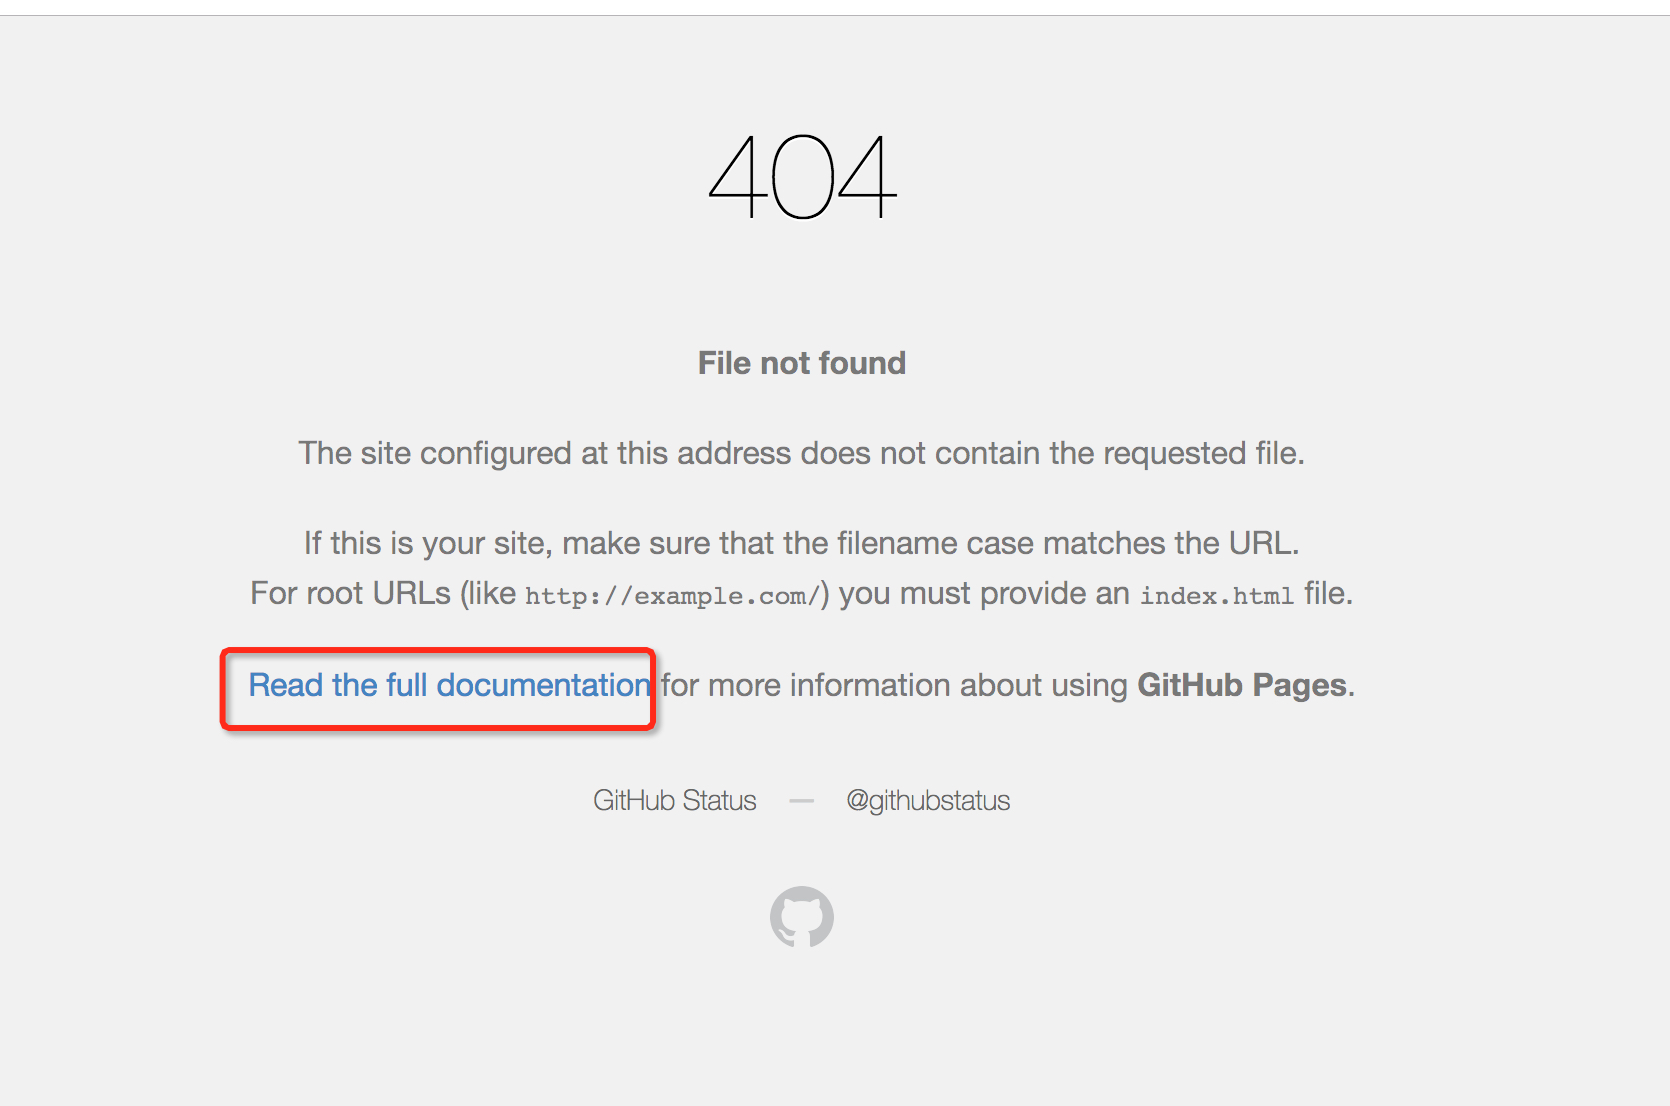 404
File not found
The site configured at this address does not contain the requested file.
If this is your site, make sure that the filename case matches the URL.
For root URLs (like http://example.com/) you must provide an index.html file.
Read the full documentation for more information about using GitHub Pages.
GitHub Status — @githubstatus